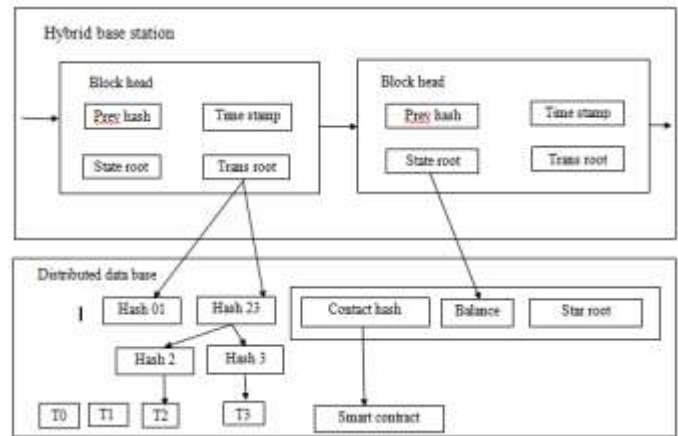 Hybrid base station
Block head
Block head
Prev hash
Time stamp
Prev hash
Time stamp
State root
Trans root
State root
Trans root
Distributed data base
Hash 01
Hash 23
Contact hash
Balance
Star root
Hash 2
Hash 3
T0
T1
T2
T3
Smart contract